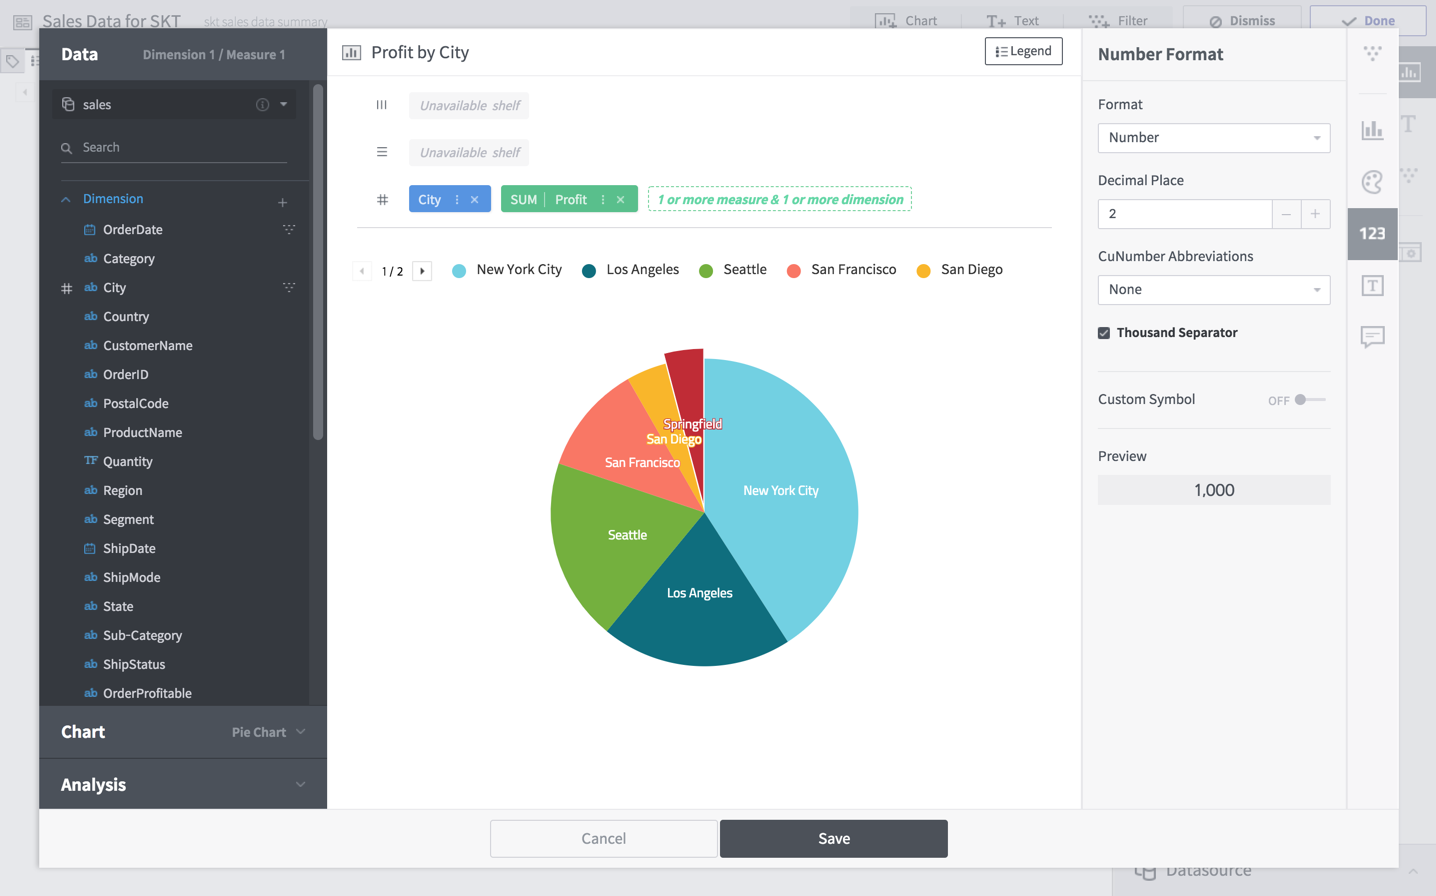 Sales Data for SKT
skt sales data summary
Chart
Text
Filter
Dismiss
Done
Data
Dimension 1 / Measure 1
sales
Search
Dimension
OrderDate
ab Category
ab City
ab Country
ab CustomerName
ab OrderID
ab PostalCode
ab ProductName
TF Quantity
ab Region
ab Segment
ShipDate
ab ShipMode
ab State
ab Sub-Category
ab ShipStatus
ab OrderProfitable
Chart
Pie Chart
Analysis
Profit by City
Legend
Unavailable shelf
Unavailable shelf
City
SUM Profit
1 or more measure & 1 or more dimension
1 / 2
New York City
Los Angeles
Seattle
San Francisco
San Diego
Springfield
San Diego
San Francisco
New York City
Seattle
Los Angeles
Number Format
Format
Number
Decimal Place
2
CuNumber Abbreviations
None
Thousand Separator
Custom Symbol
OFF
Preview
1,000
123
T
T
Cancel
Save
Datasource